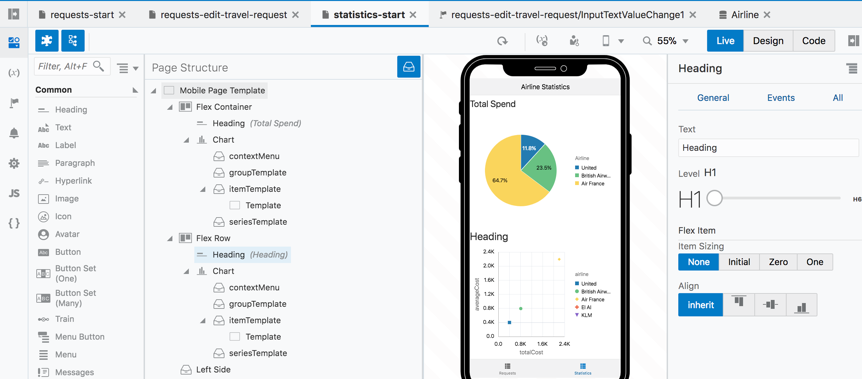 requests-start
requests-edit-travel-request
statistics-start
requests-edit-travel-request/InputTextValueChange1
Airline
55%
Live
Design
Code
Filter, Alt+F
Common
Heading
Abc Text
Abc Label
Paragraph
Hyperlink
Image
Icon
Avatar
Button
Button Set
(One)
Button Set
(Many)
Train
Menu Button
Menu
Messages
(x)
JS
{ }
Page Structure
Mobile Page Template
Flex Container
Heading (Total Spend)
Chart
contextMenu
groupTemplate
itemTemplate
Template
seriesTemplate
Flex Row
Heading (Heading)
Chart
contextMenu
groupTemplate
itemTemplate
Template
seriesTemplate
Left Side
Airline Statistics
Total Spend
11.8%
23.5%
64.7%
Airline
United
British Airw...
Air France
Heading
2.4K
2.0K
1.6K
1.2K
0.8K
0.4K
0.0
averageCost
0.0
0.8K
1.6K
2.4K
totalCost
airline
United
British Airw...
Air France
El Al
KLM
Requests
Statistics
Heading
General
Events
All
Text
Heading
Level H1
H1
H6
Flex Item
Item Sizing
None
Initial
Zero
One
Align
inherit